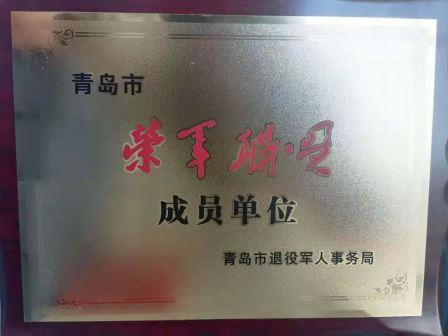 青岛市
荣军联盟
成员单位
青岛市退役军人事务局